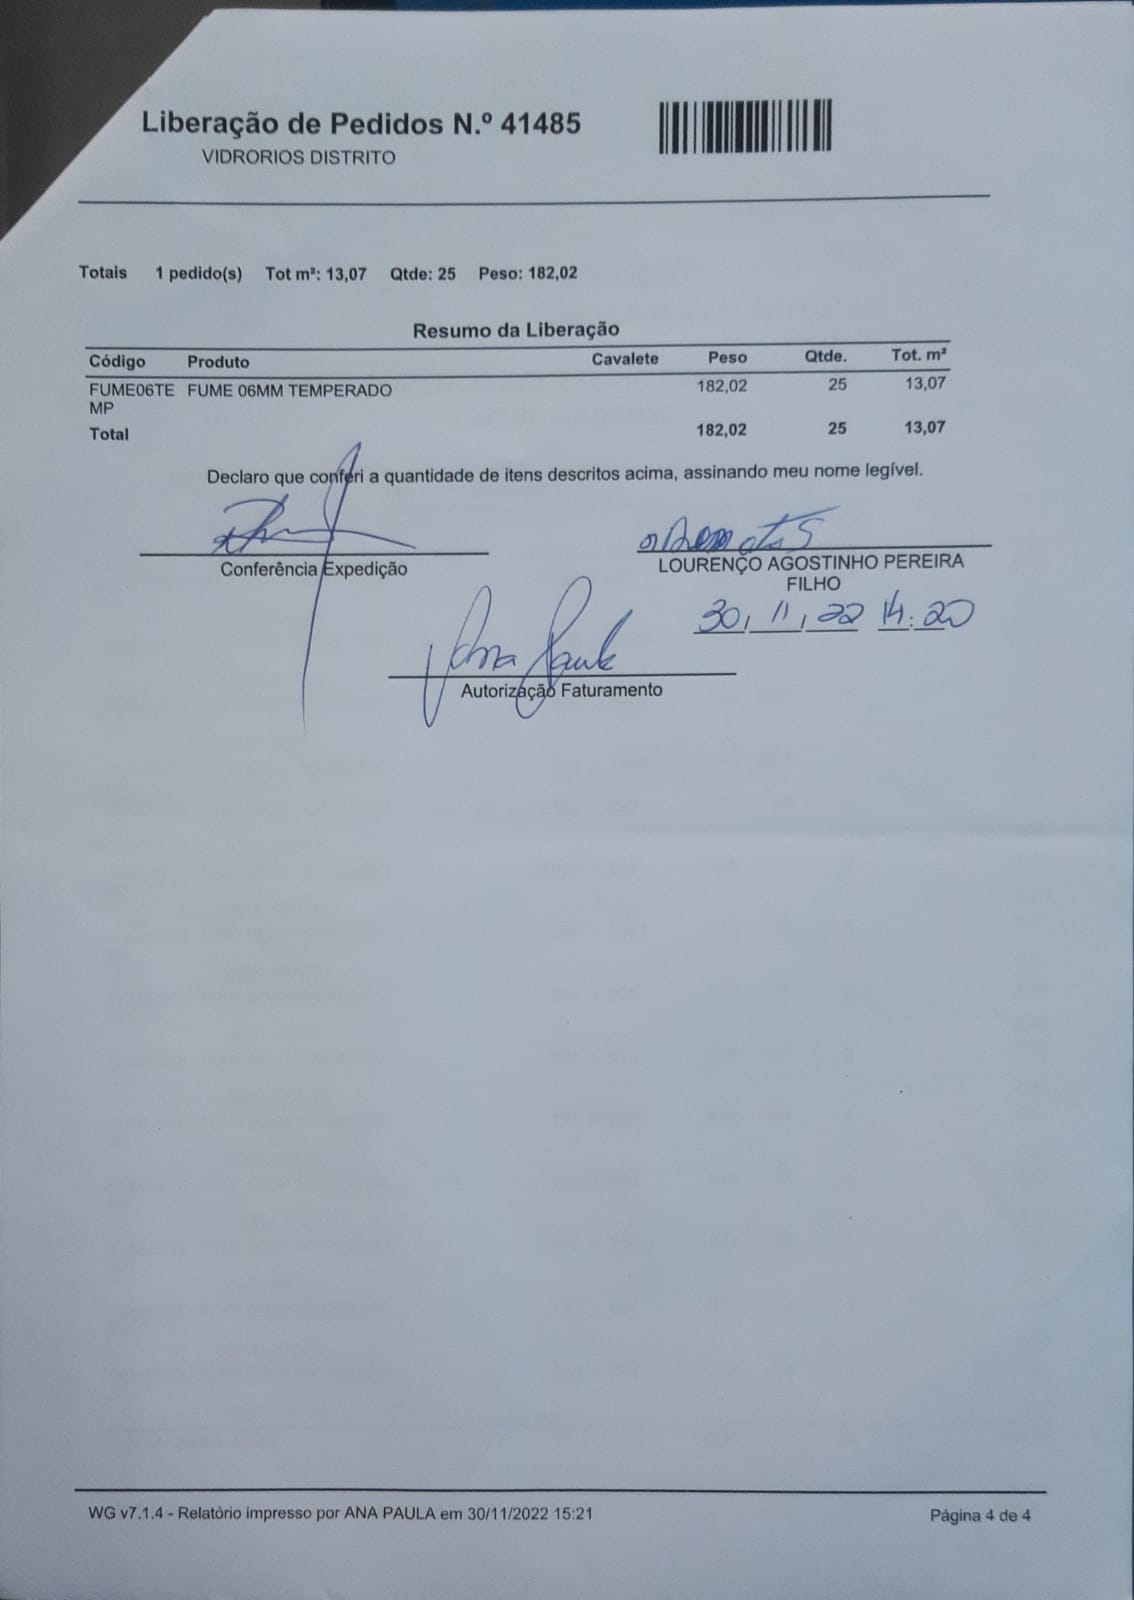 Liberação de Pedidos N.º 41485
VIDRORIOS DISTRITO
Totais 1 pedido(s) Tot m²: 13,07 Qtde: 25 Peso: 182,02
Resumo da Liberação
Código Produto Cavalete Peso Qtde. Tot. m²
FUME06TE FUME 06MM TEMPERADO 182,02 25 13,07
MP
Total 182,02 25 13,07
Declaro que conferi a quantidade de itens descritos acima, assinando meu nome legível.
Conferência Expedição
LOURENÇO AGOSTINHO PEREIRA
FILHO
30, 11, 22 14:20
Ana Paula
Autorização Faturamento
WG v7.1.4 - Relatório impresso por ANA PAULA em 30/11/2022 15:21
Página 4 de 4